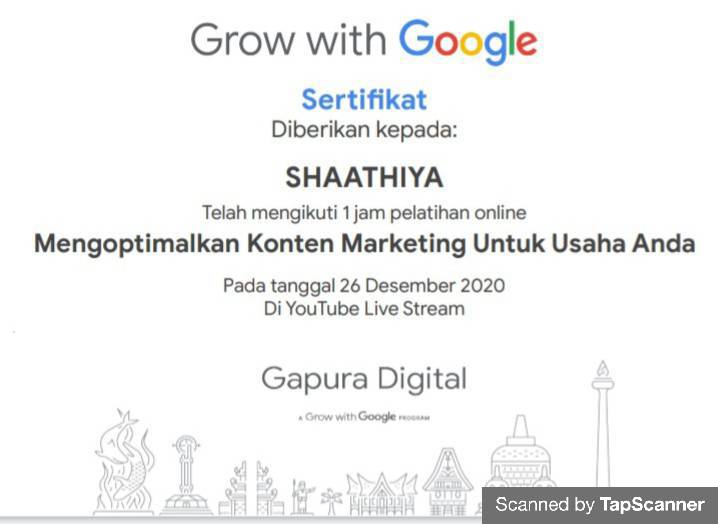 Grow with Google
Sertifikat
Diberikan kepada:
SHAATHIYA
Telah mengikuti 1 jam pelatihan online
Mengoptimalkan Konten Marketing Untuk Usaha Anda
Pada tanggal 26 Desember 2020
Di YouTube Live Stream
Gapura Digital
A Grow with Google PROGRAM
Scanned by TapScanner